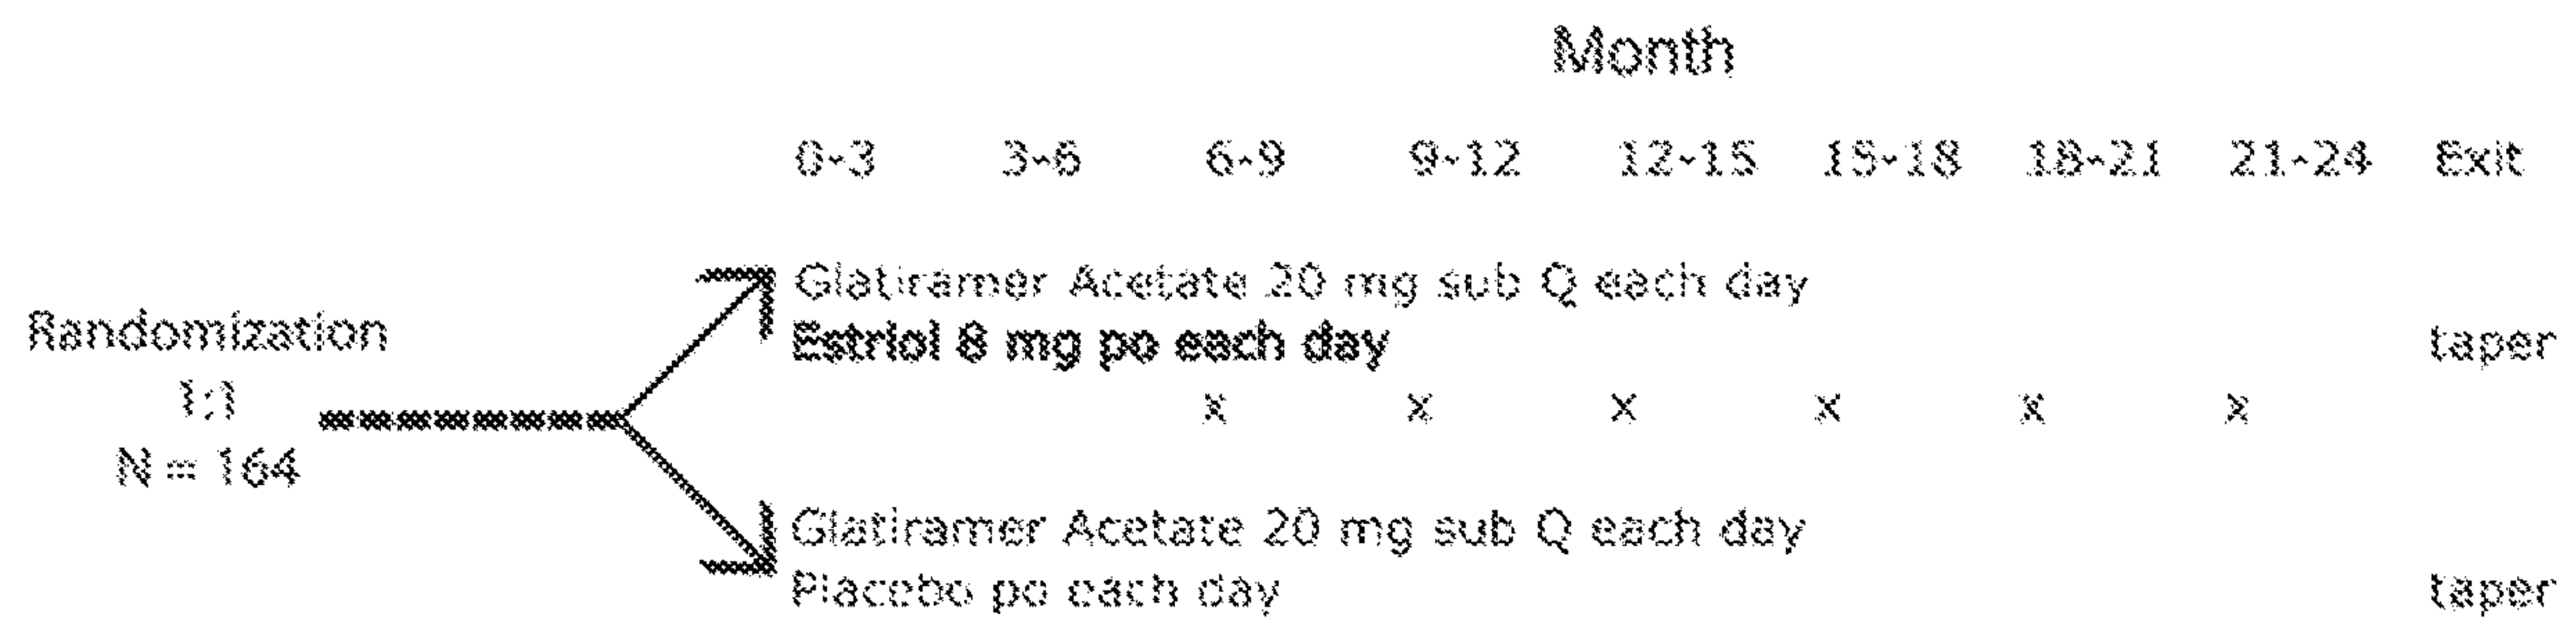 Month
0-3 3-6 6-9 9-12 12-15 15-18 18-21 21-24 Exit
Glatiramer Acetate 20 mg sub Q each day
Estriol 8 mg po each day taper
Randomization
1:1
N = 164
x x x x x x
Glatiramer Acetate 20 mg sub Q each day
Placebo po each day taper